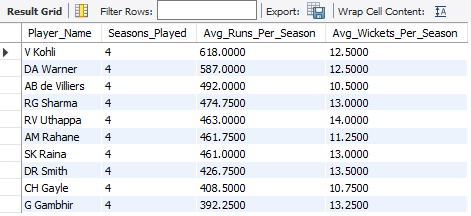 Result Grid Filter Rows: Export: Wrap Cell Content:
Player_Name Seasons_Played Avg_Runs_Per_Season Avg_Wickets_Per_Season
V Kohli 4 618.0000 12.5000
DA Warner 4 587.0000 12.5000
AB de Villiers 4 492.0000 10.5000
RG Sharma 4 474.7500 13.0000
RV Uthappa 4 463.0000 14.0000
AM Rahane 4 461.7500 11.2500
SK Raina 4 461.0000 13.0000
DR Smith 4 426.7500 13.5000
CH Gayle 4 408.5000 10.7500
G Gambhir 4 392.2500 13.2500